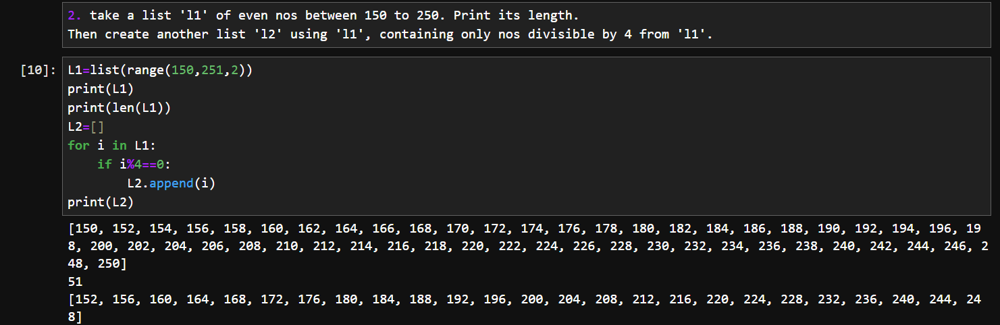 2. take a list 'l1' of even nos between 150 to 250. Print its length.
Then create another list 'l2' using 'l1', containing only nos divisible by 4 from 'l1'.
[10]:
L1=list(range(150,251,2))
print(L1)
print(len(L1))
L2=[]
for i in L1:
    if i%4==0:
        L2.append(i)
print(L2)
[150, 152, 154, 156, 158, 160, 162, 164, 166, 168, 170, 172, 174, 176, 178, 180, 182, 184, 186, 188, 190, 192, 194, 196, 19
8, 200, 202, 204, 206, 208, 210, 212, 214, 216, 218, 220, 222, 224, 226, 228, 230, 232, 234, 236, 238, 240, 242, 244, 246, 2
48, 250]
51
[152, 156, 160, 164, 168, 172, 176, 180, 184, 188, 192, 196, 200, 204, 208, 212, 216, 220, 224, 228, 232, 236, 240, 244, 24
8]